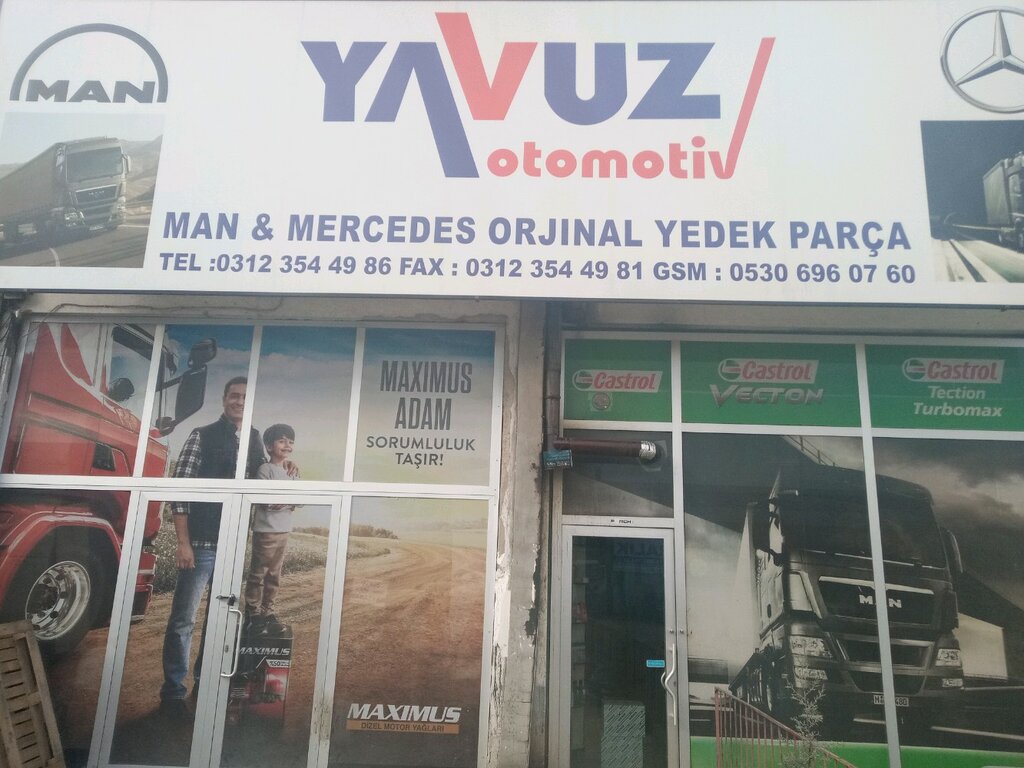 MAN
YAVUZ
otomotiv
MAN & MERCEDES ORJINAL YEDEK PARÇA
TEL :0312 354 49 86 FAX : 0312 354 49 81 GSM : 0530 696 07 60
MAXIMUS
ADAM
SORUMLULUK
TAŞIR!
MAXIMUS
MAXIMUS
DİZEL MOTOR YAĞLARI
Castrol
Castrol
VECTON
Castrol
Tection
Turbomax
MAN